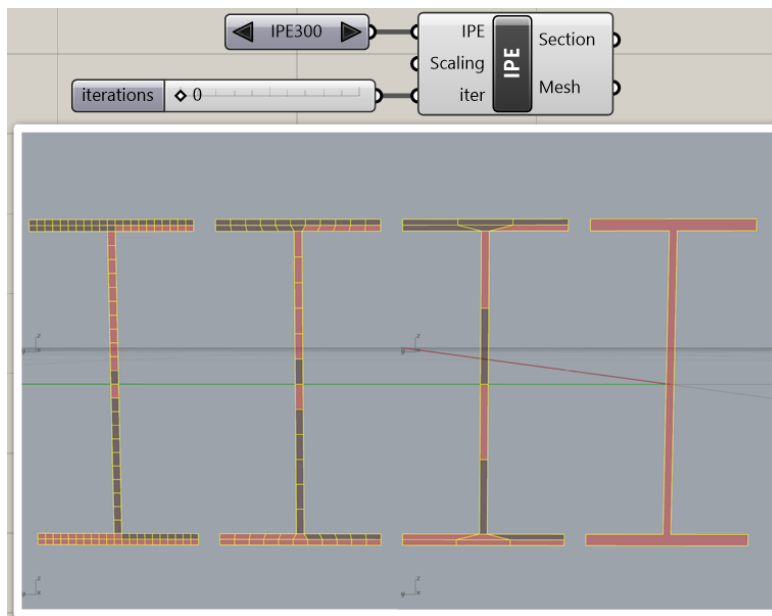 IPE300
IPE
Scaling
iter
IPE
Section
Mesh
iterations
0
z
x
y
z
x
y
z
x
y
z
x
y